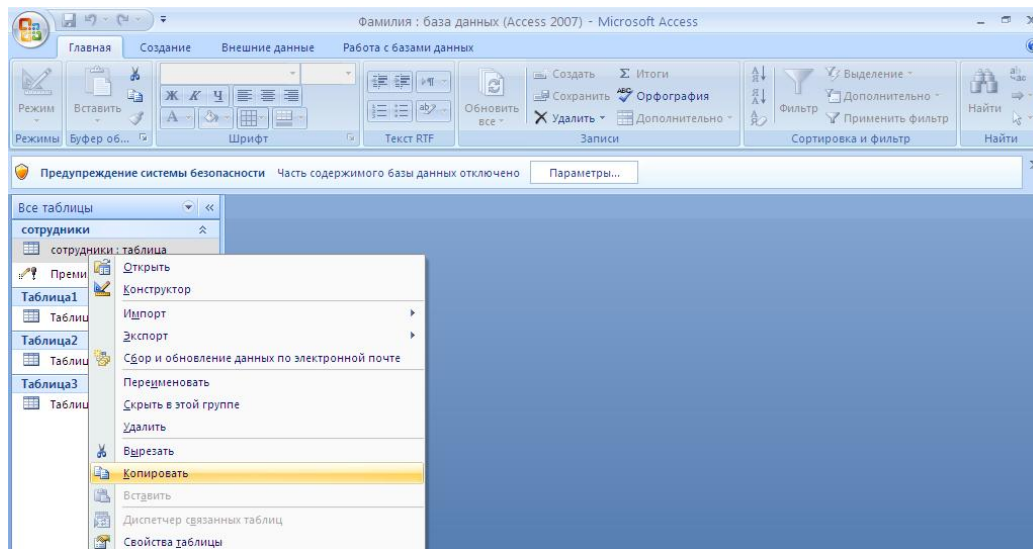 Фамилия : база данных (Access 2007) - Microsoft Access
Главная Создание Внешние данные Работа с базами данных
Режим Вставить Ж К Ч Обновить все Создать Сохранить Удалить Итоги Орфография Дополнительно Фильтр Выделение Дополнительно Применить фильтр Найти
Режимы Буфер об... Шрифт Текст RTF Записи Сортировка и фильтр Найти
Предупреждение системы безопасности Часть содержимого базы данных отключено Параметры...
Все таблицы
сотрудники
сотрудники : таблица
Преми
Таблица1
Таблиц
Таблица2
Таблиц
Таблица3
Таблиц
Открыть
Конструктор
Импорт
Экспорт
Сбор и обновление данных по электронной почте
Переименовать
Скрыть в этой группе
Удалить
Вырезать
Копировать
Вставить
Диспетчер связанных таблиц
Свойства таблицы